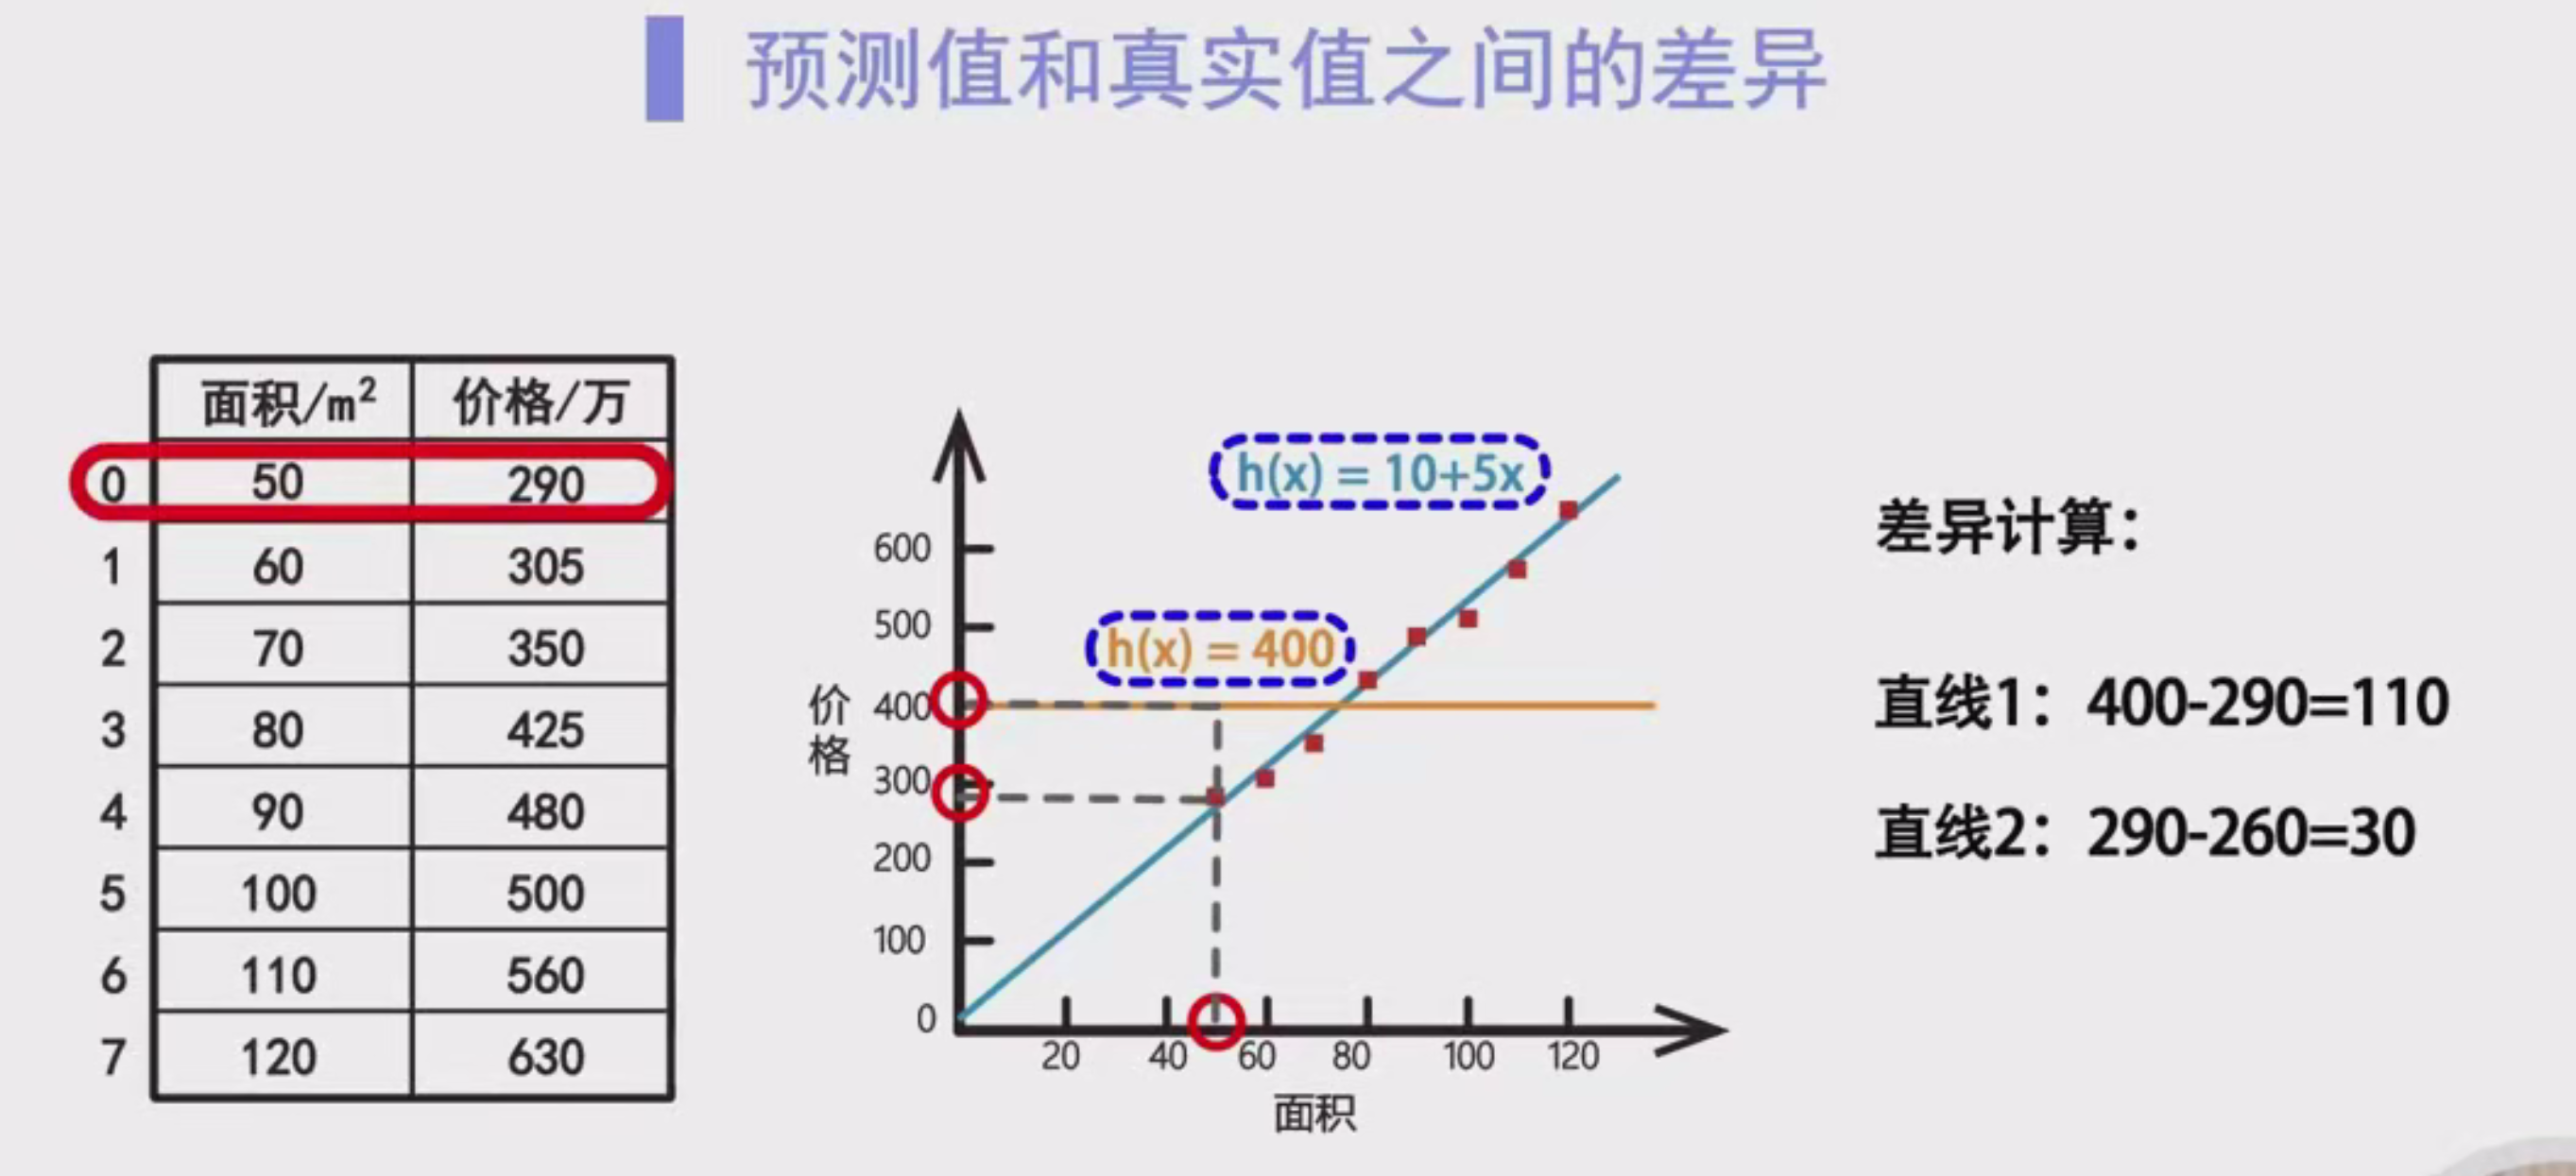 预测值和真实值之间的差异
面积/m² 价格/万
0 50 290
1 60 305
2 70 350
3 80 425
4 90 480
5 100 500
6 110 560
7 120 630
h(x) = 10+5x
h(x) = 400
价格
600
500
400
300
200
100
0
20 40 60 80 100 120
面积
差异计算：
直线1：400-290=110
直线2：290-260=30